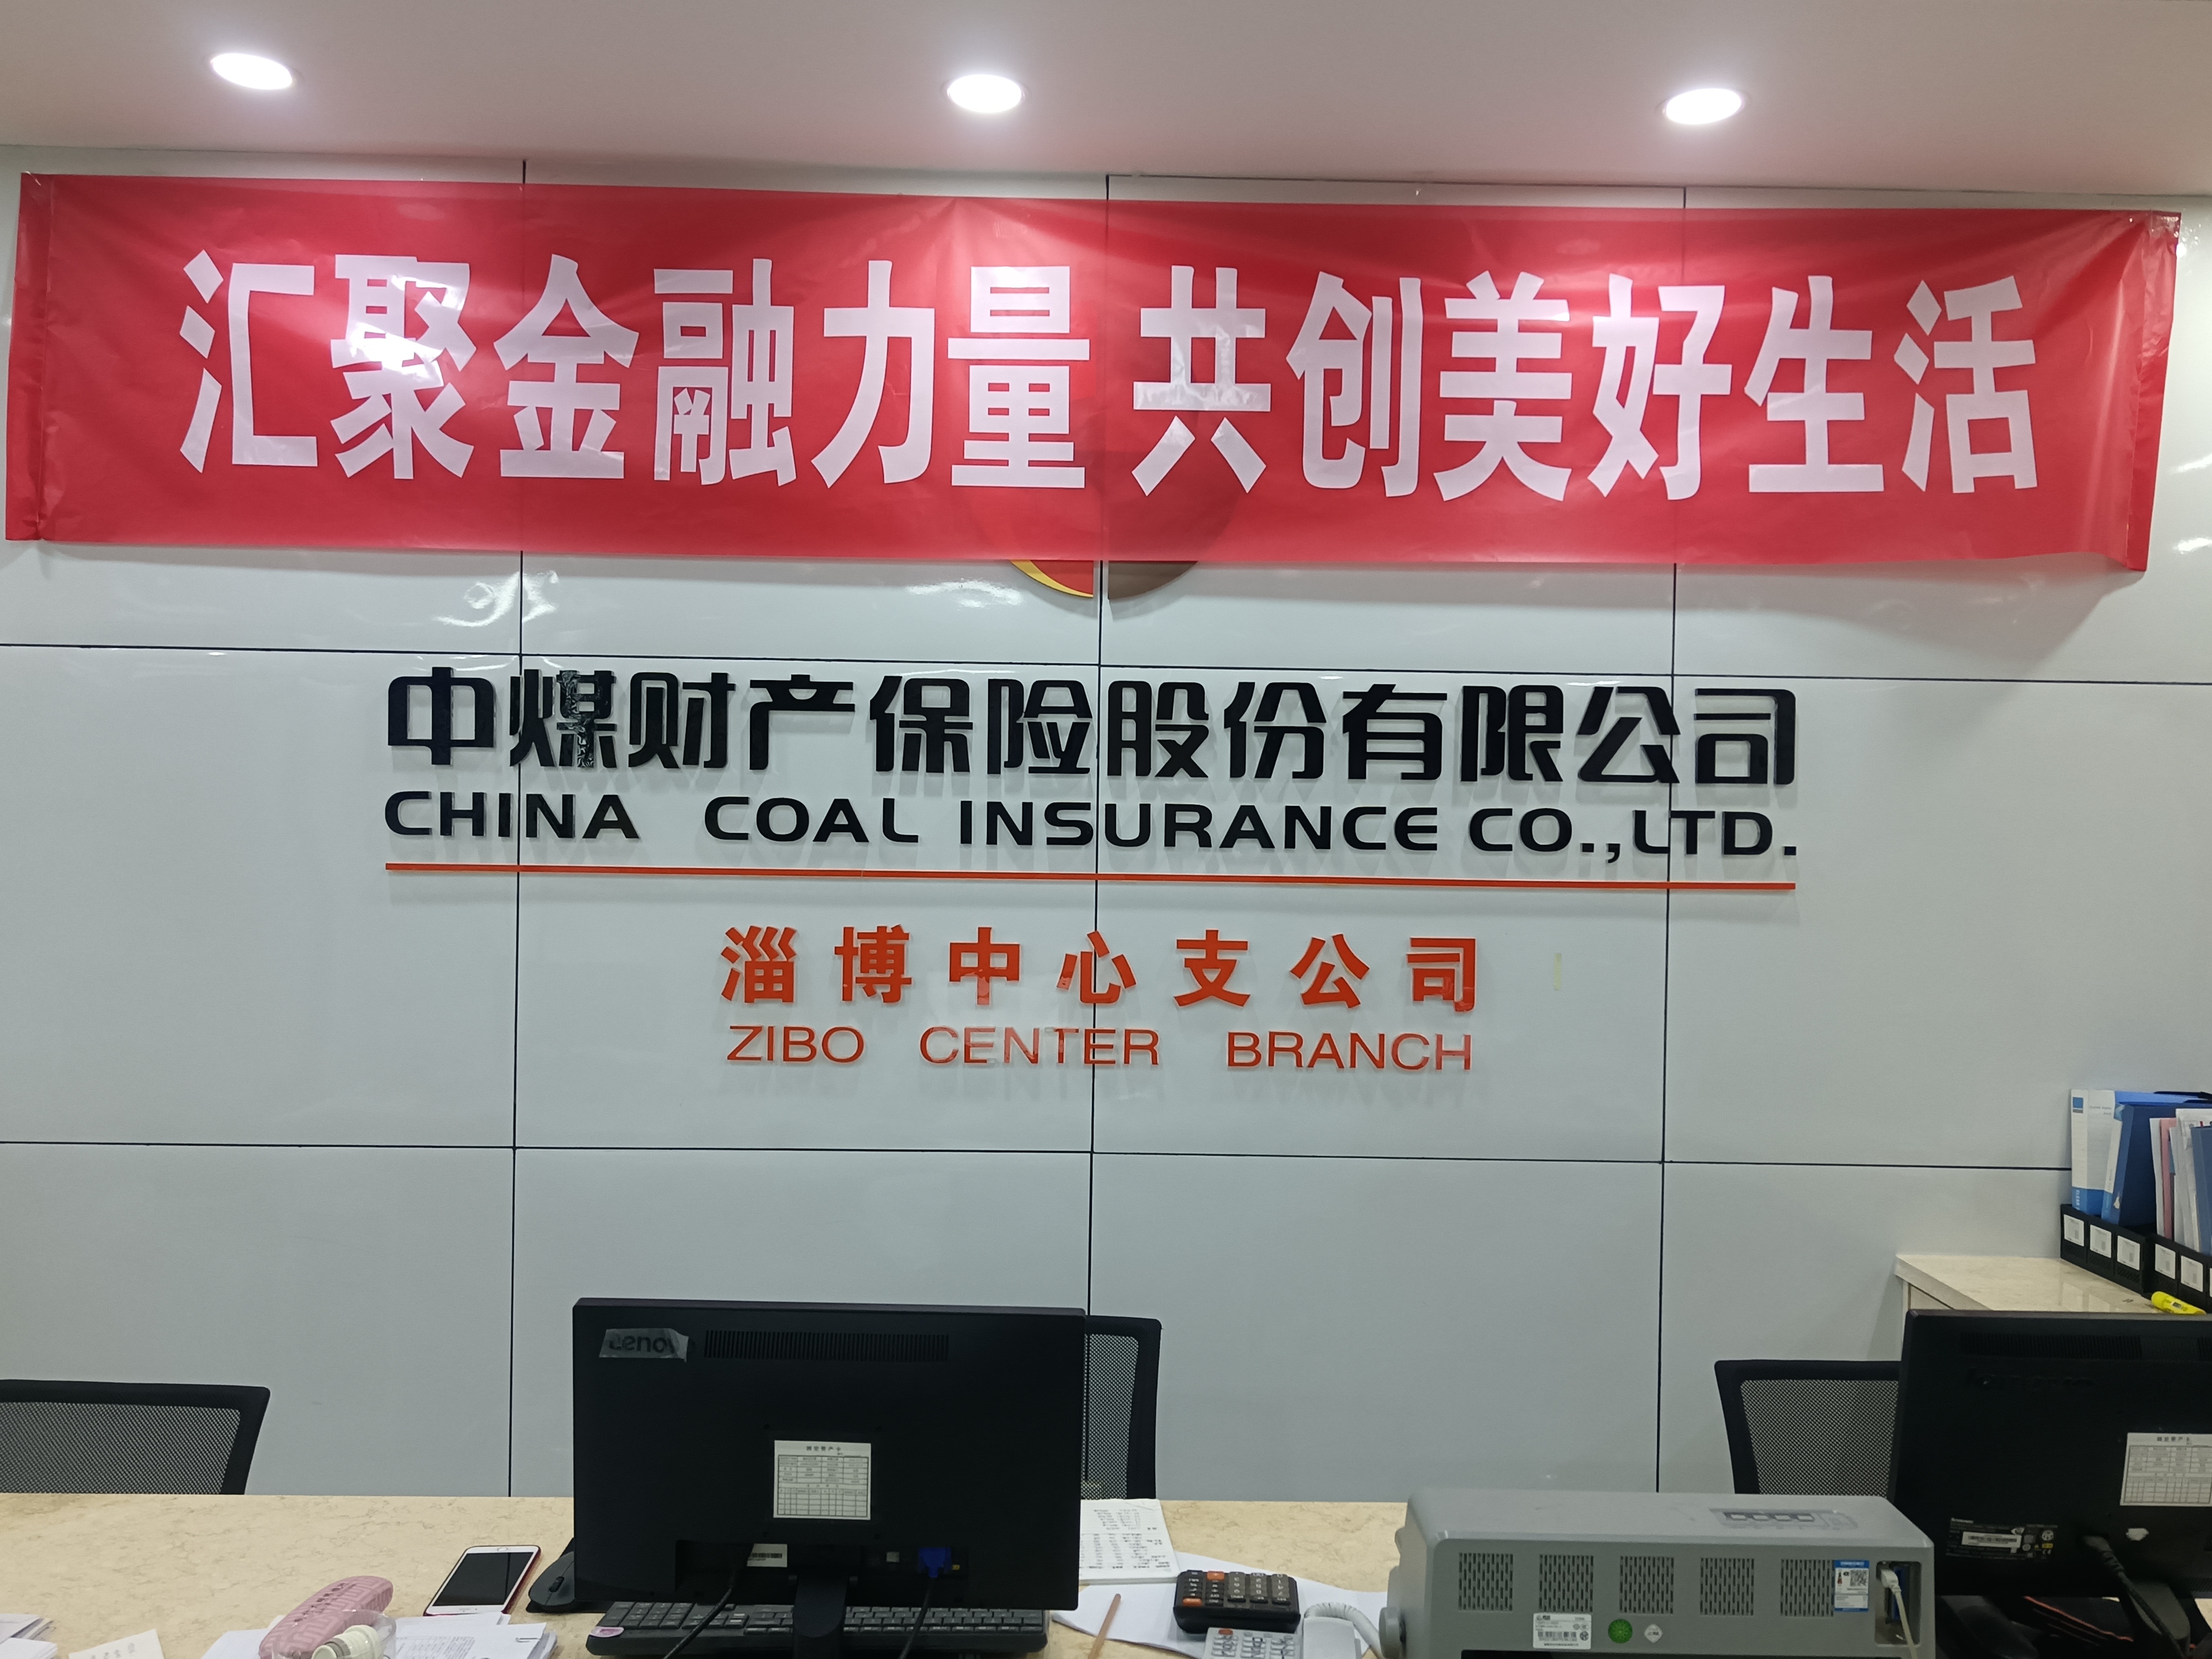 汇聚金融力量 共创美好生活
中煤财产保险股份有限公司
CHINA COAL INSURANCE CO.,LTD.
淄博中心支公司
ZIBO CENTER BRANCH
Lenovo